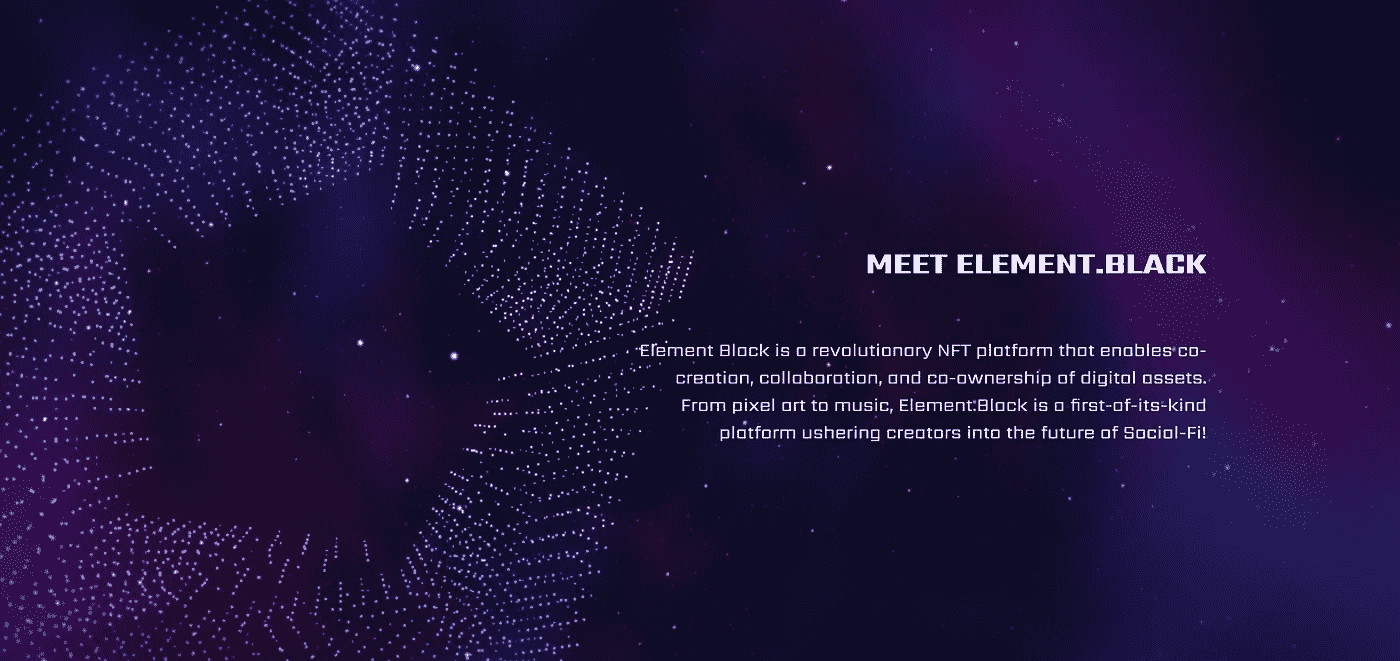 MEET ELEMENT.BLACK
Element Black is a revolutionary NFT platform that enables co-
creation, collaboration, and co-ownership of digital assets.
From pixel art to music, Element.Black is a first-of-its-kind
platform ushering creators into the future of Social-Fi!